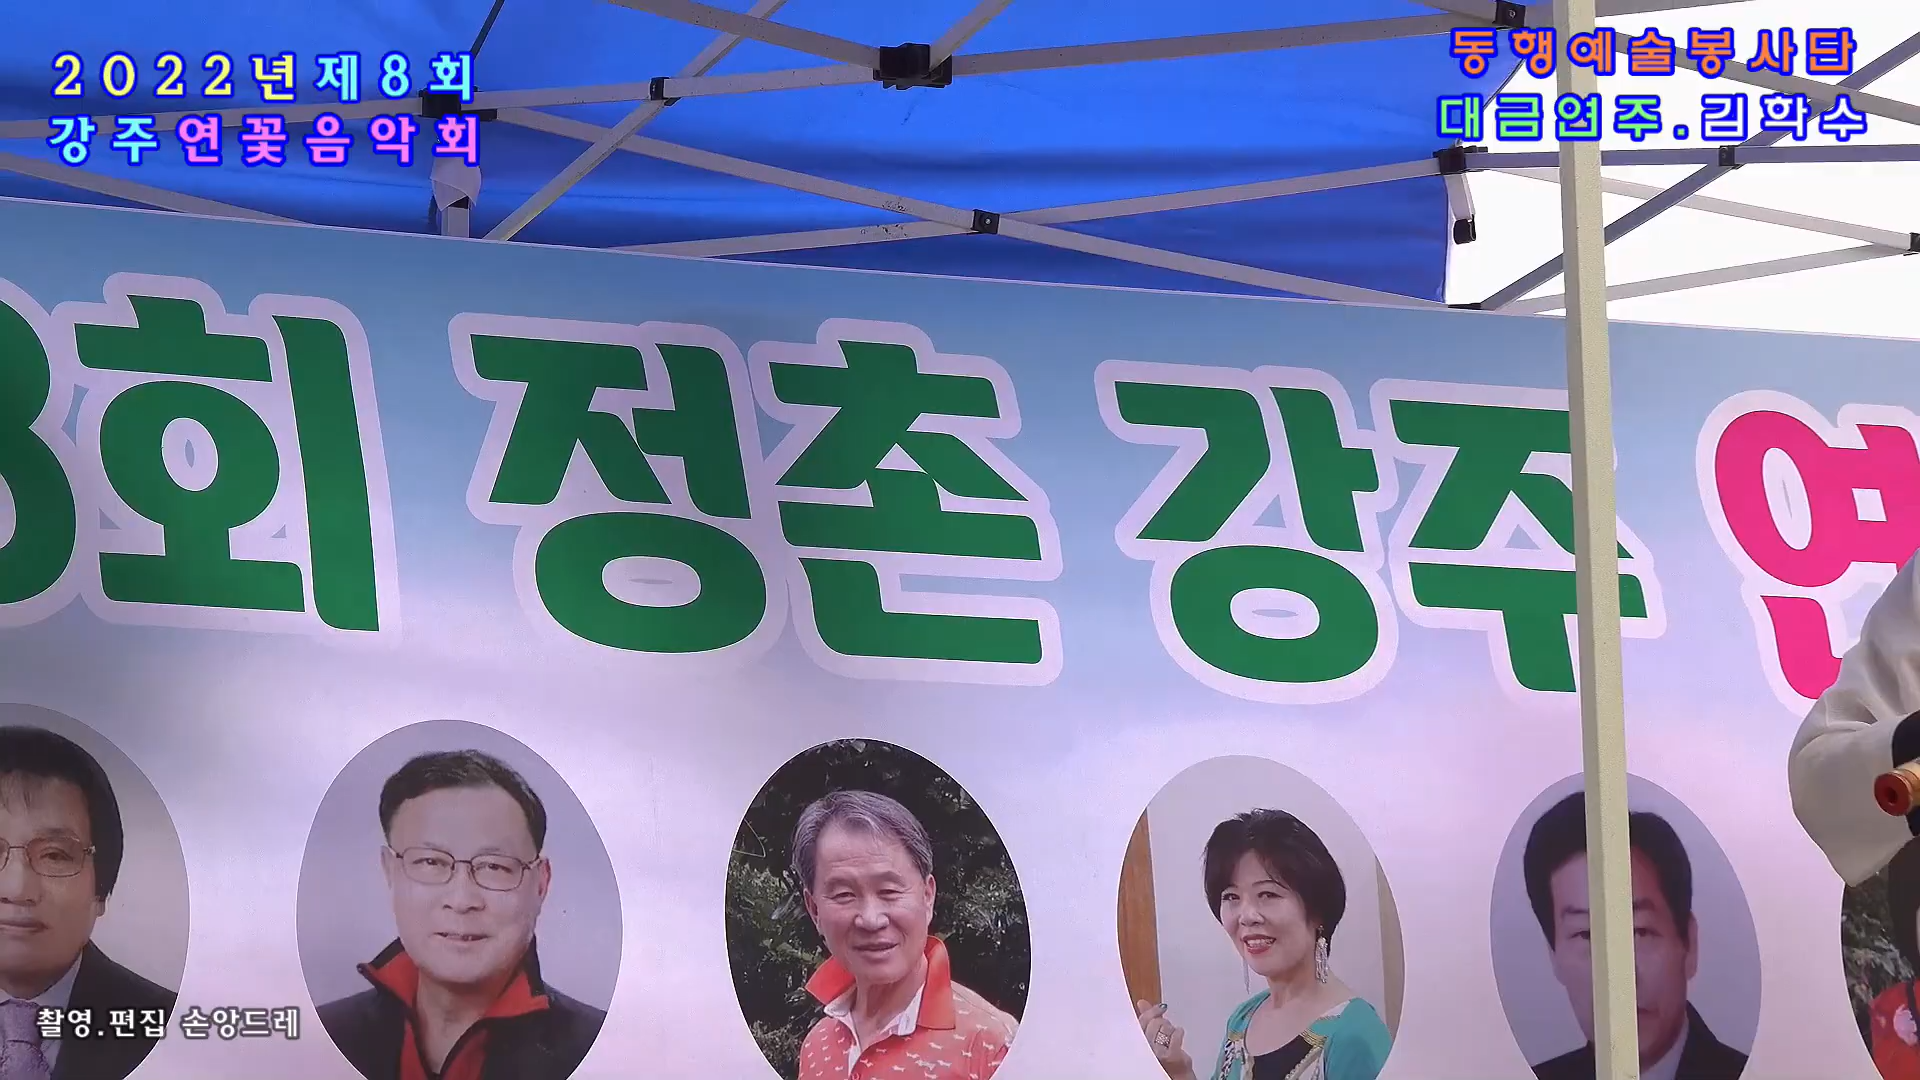 2022년 제8회
강주연꽃음악회
동행예술봉사단
대금연주.김학수
8회 정촌 강주 연
촬영.편집 손앙드레